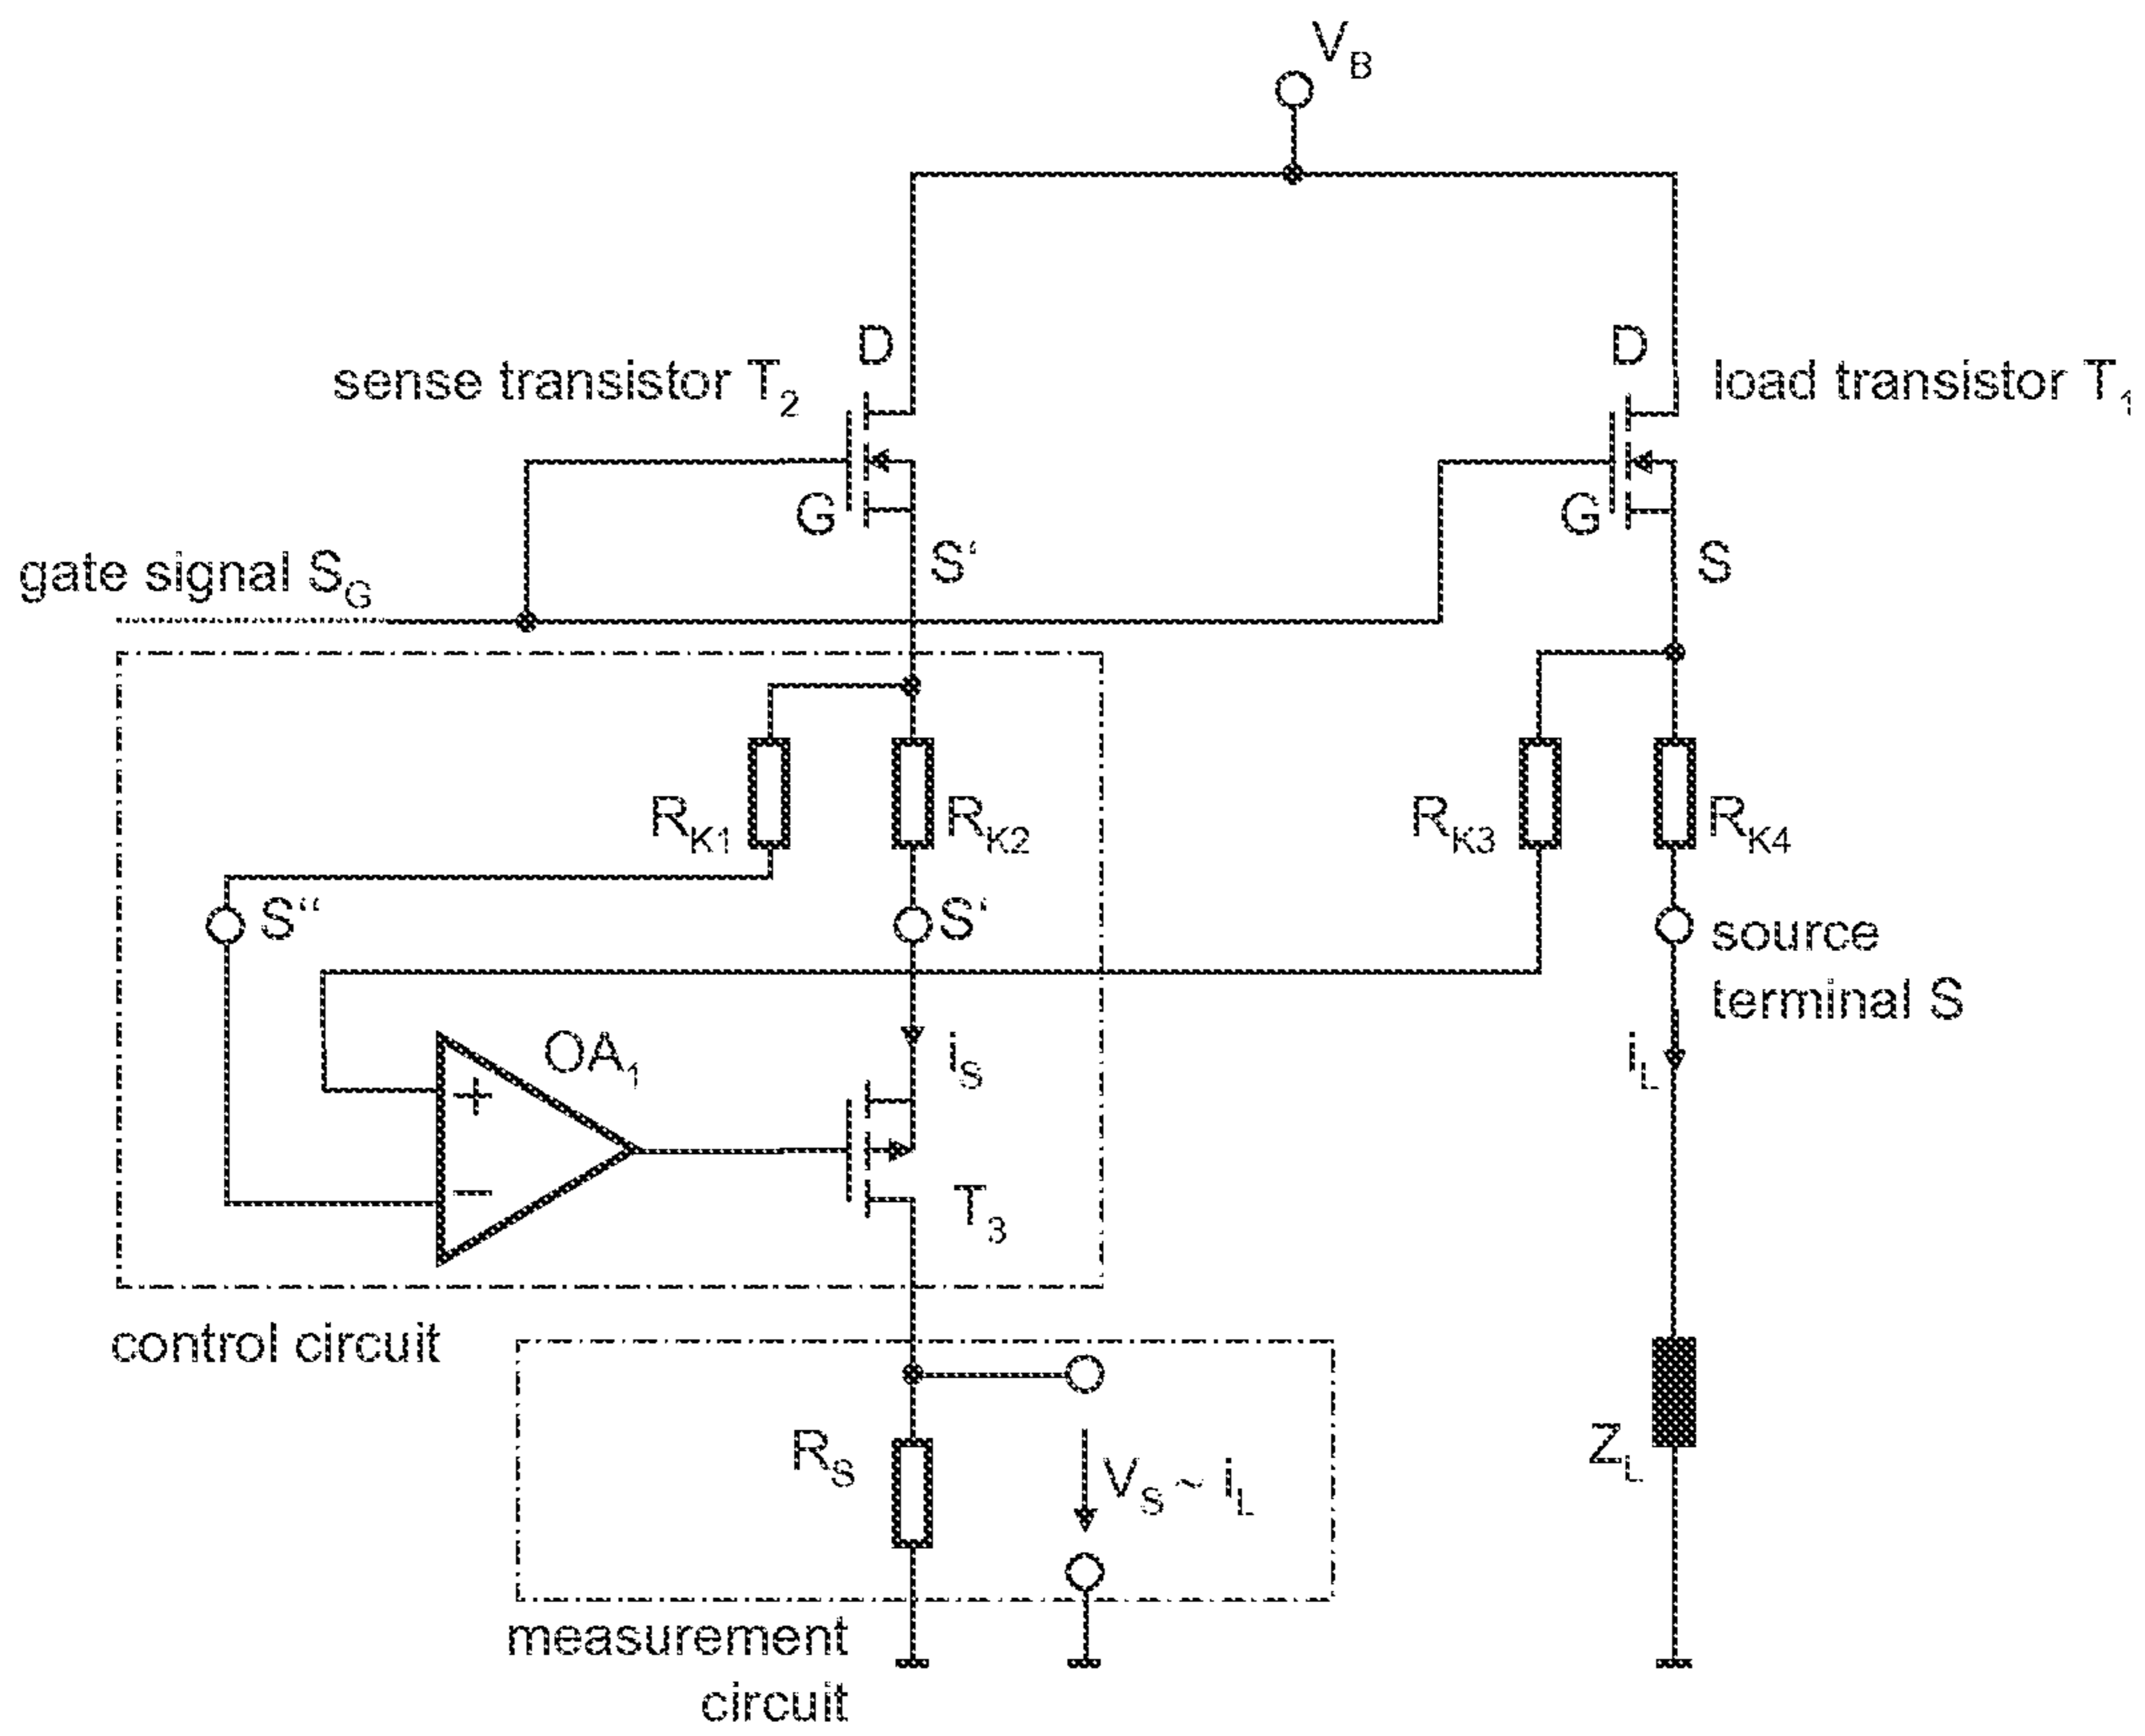 V_B
D
D
sense transistor T_2
load transistor T_1
G
G
S‘
S
gate signal S_G
R_K1
R_K2
R_K3
R_K4
S“
S‘
source
terminal S
OA_1
i_S
i_L
+
−
T_3
control circuit
R_S
V_S ~ i_L
Z_L
measurement
circuit